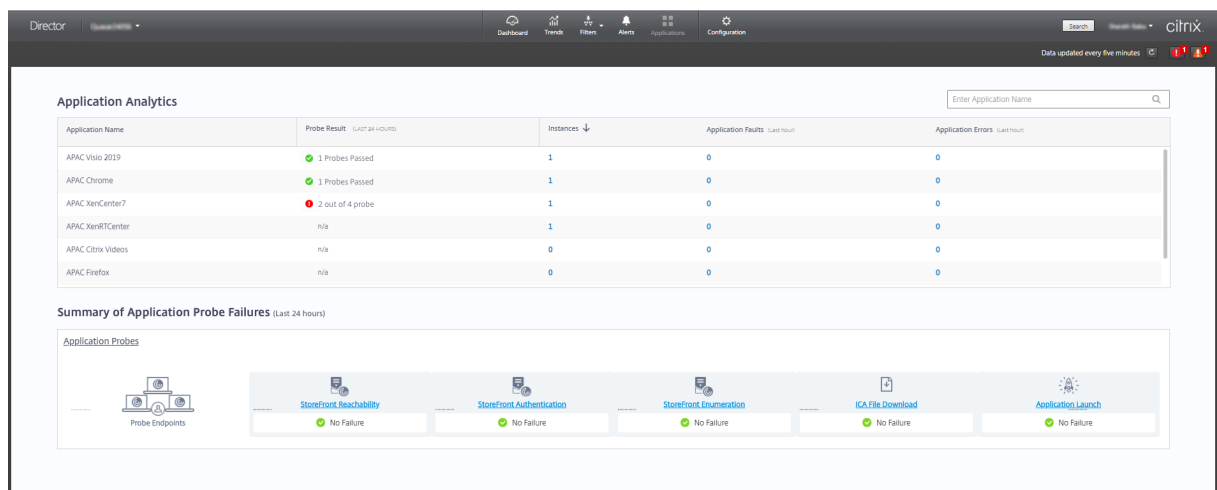 Director
Dashboard Trends Filters Alerts Applications Configuration
Search
citrix
Data updated every five minutes
1 1
Application Analytics
Enter Application Name
Application Name Probe Result (LAST 24 HOURS) Instances Application Faults (Last hour) Application Errors (Last hour)
APAC Visio 2019 1 Probes Passed 1 0 0
APAC Chrome 1 Probes Passed 1 0 0
APAC XenCenter7 2 out of 4 probe 1 0 0
APAC XenRTCenter n/a 1 0 0
APAC Citrix Videos n/a 0 0 0
APAC Firefox n/a 0 0 0
Summary of Application Probe Failures (Last 24 hours)
Application Probes
Probe Endpoints
StoreFront Reachability StoreFront Authentication StoreFront Enumeration ICA File Download Application Launch
No Failure No Failure No Failure No Failure No Failure